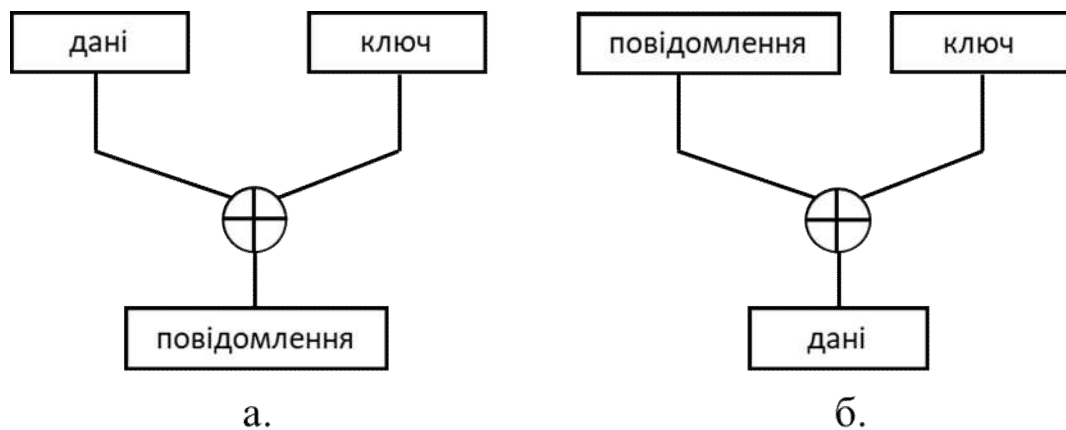 дані ключ
повідомлення
а.
повідомлення ключ
дані
б.